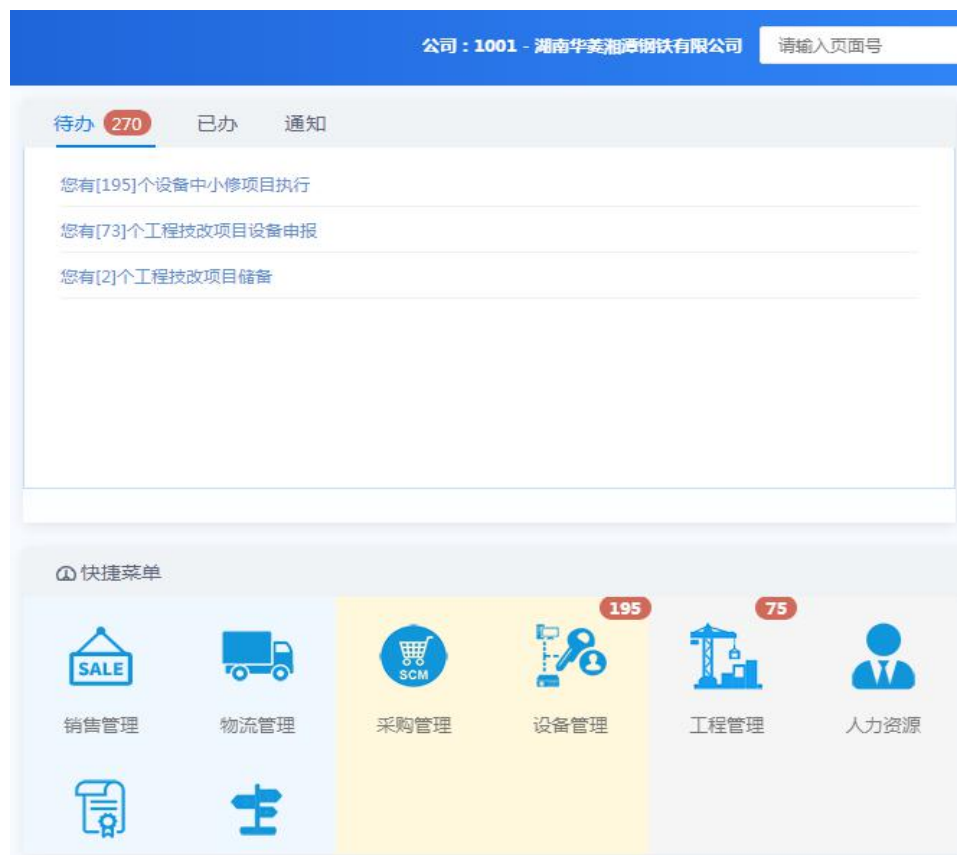 公司：1001 - 湖南华菱湘潭钢铁有限公司 请输入页面号
待办 270 已办 通知
您有[195]个设备中小修项目执行
您有[73]个工程技改项目设备申报
您有[2]个工程技改项目储备
快捷菜单
195 75
SALE SCM
销售管理 物流管理 采购管理 设备管理 工程管理 人力资源